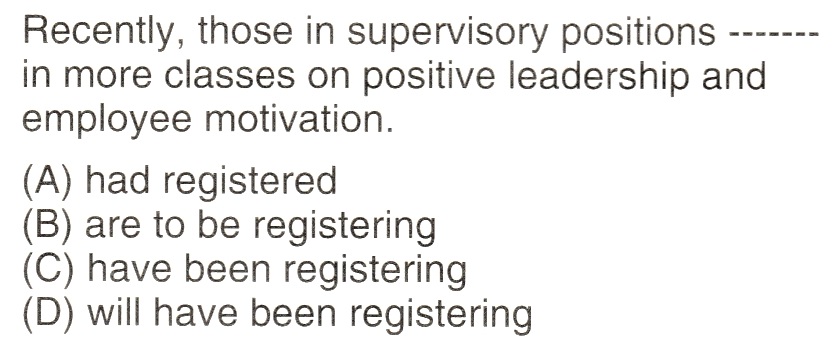 Recently, those in supervisory positions -------
in more classes on positive leadership and
employee motivation.
(A) had registered
(B) are to be registering
(C) have been registering
(D) will have been registering